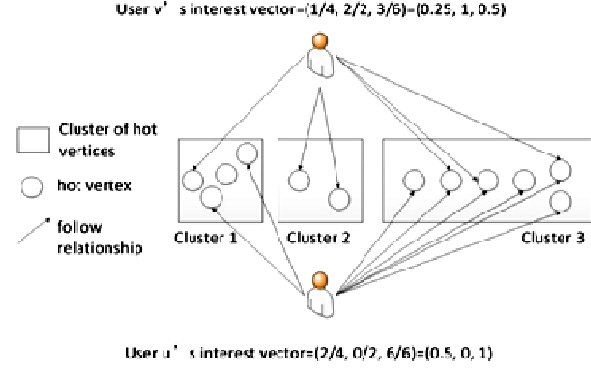 User v's interest vector=(1/4, 2/2, 3/6)=(0.25, 1, 0.5)
Cluster of hot
vertices
hot vertex
follow
relationship
Cluster 1
Cluster 2
Cluster 3
User u's interest vector=(2/4, 0/2, 6/6)=(0.5, 0, 1)